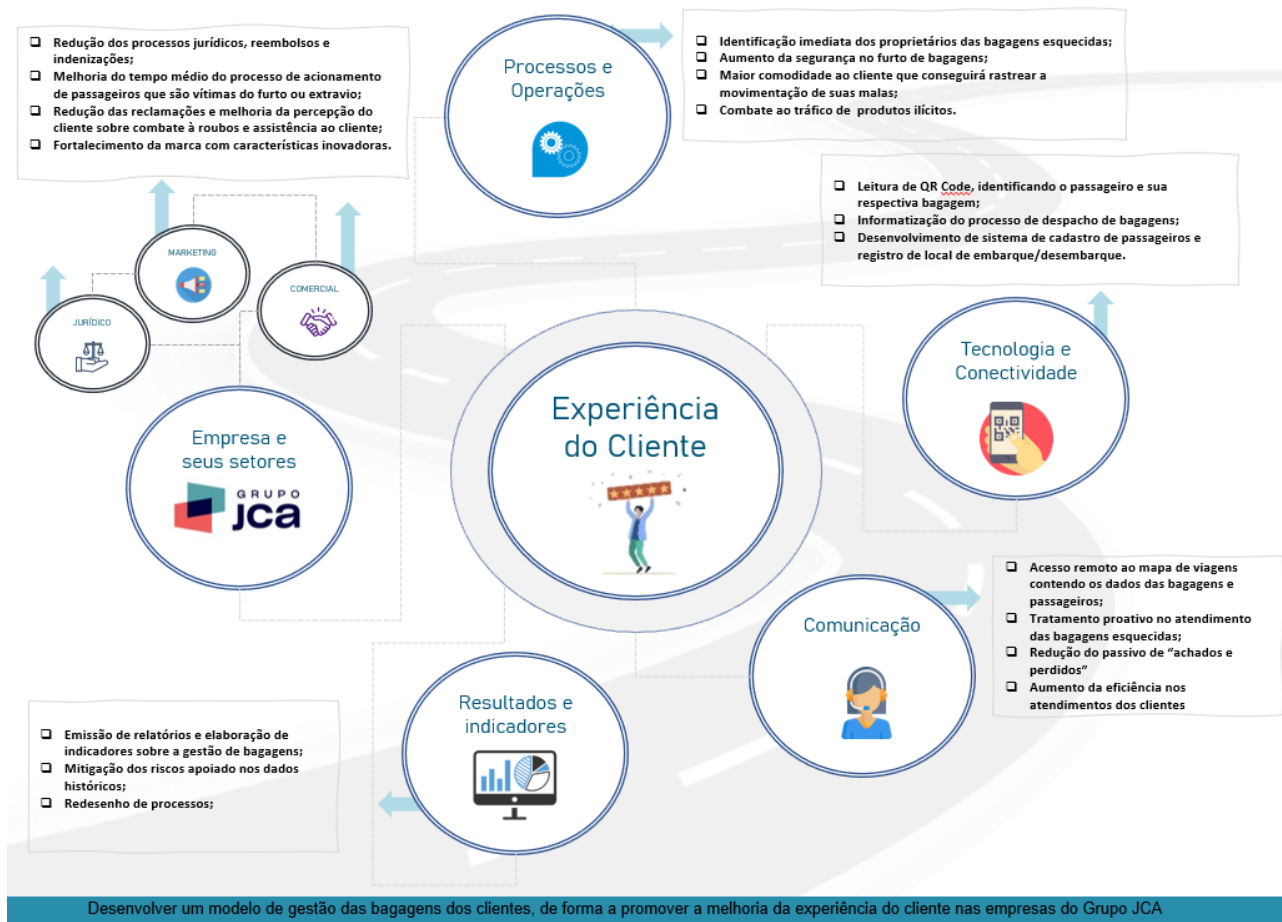 Redução dos processos jurídicos, reembolsos e
indenizações;
Melhoria do tempo médio do processo de acionamento
de passageiros que são vítimas do furto ou extravio;
Redução das reclamações e melhoria da percepção do
cliente sobre combate à roubos e assistência ao cliente;
Fortalecimento da marca com características inovadoras.
Processos e
Operações
Identificação imediata dos proprietários das bagagens esquecidas;
Aumento da segurança no furto de bagagens;
Maior comodidade ao cliente que conseguirá rastrear a
movimentação de suas malas;
Combate ao tráfico de produtos ilícitos.
Leitura de QR Code, identificando o passageiro e sua
respectiva bagagem;
Informatização do processo de despacho de bagagens;
Desenvolvimento de sistema de cadastro de passageiros e
registro de local de embarque/desembarque.
MARKETING
COMERCIAL
JURÍDICO
Tecnologia e
Conectividade
Experiência
do Cliente
Empresa e
seus setores
GRUPO
jca
Comunicação
Acesso remoto ao mapa de viagens
contendo os dados das bagagens e
passageiros;
Tratamento proativo no atendimento
das bagagens esquecidas;
Redução do passivo de “achados e
perdidos”
Aumento da eficiência nos
atendimentos dos clientes
Resultados e
indicadores
Emissão de relatórios e elaboração de
indicadores sobre a gestão de bagagens;
Mitigação dos riscos apoiado nos dados
históricos;
Redesenho de processos;
Desenvolver um modelo de gestão das bagagens dos clientes, de forma a promover a melhoria da experiência do cliente nas empresas do Grupo JCA